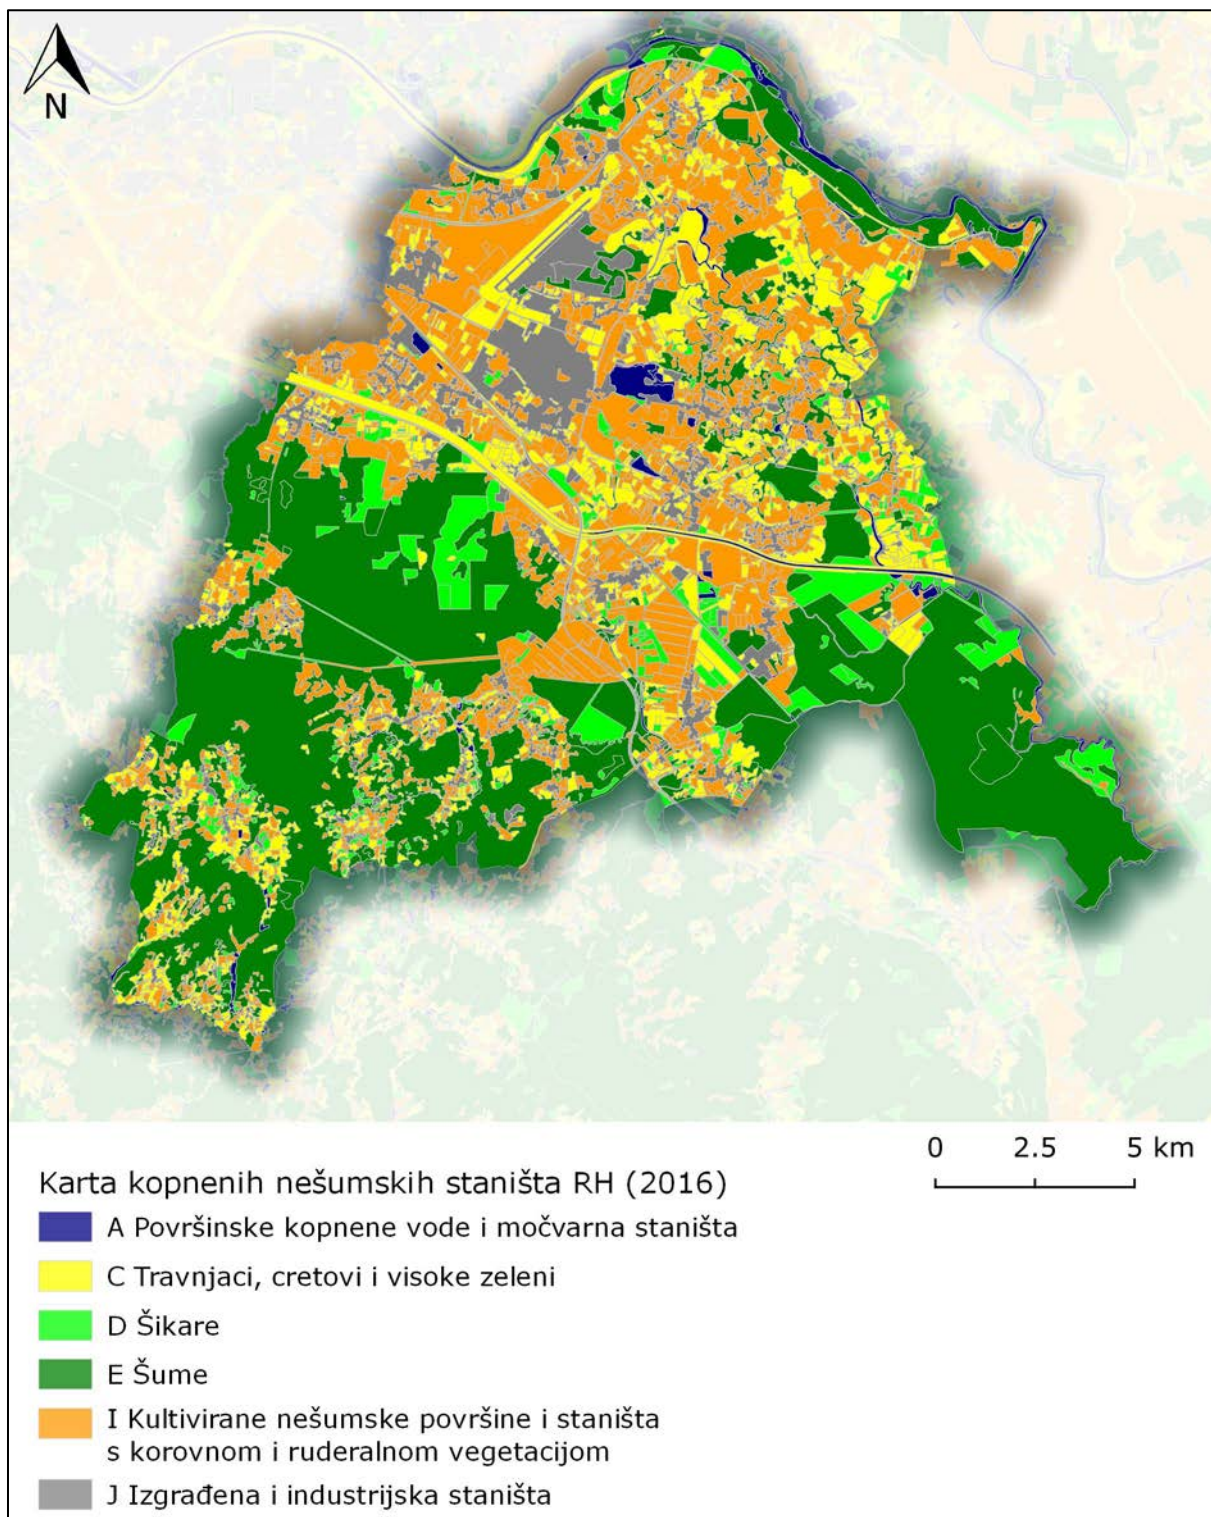 N
0 2.5 5 km
Karta kopnenih nešumskih staništa RH (2016)
A Površinske kopnene vode i močvarna staništa
C Travnjaci, cretovi i visoke zeleni
D Šikare
E Šume
I Kultivirane nešumske površine i staništa
s korovnom i ruderalnom vegetacijom
J Izgrađena i industrijska staništa